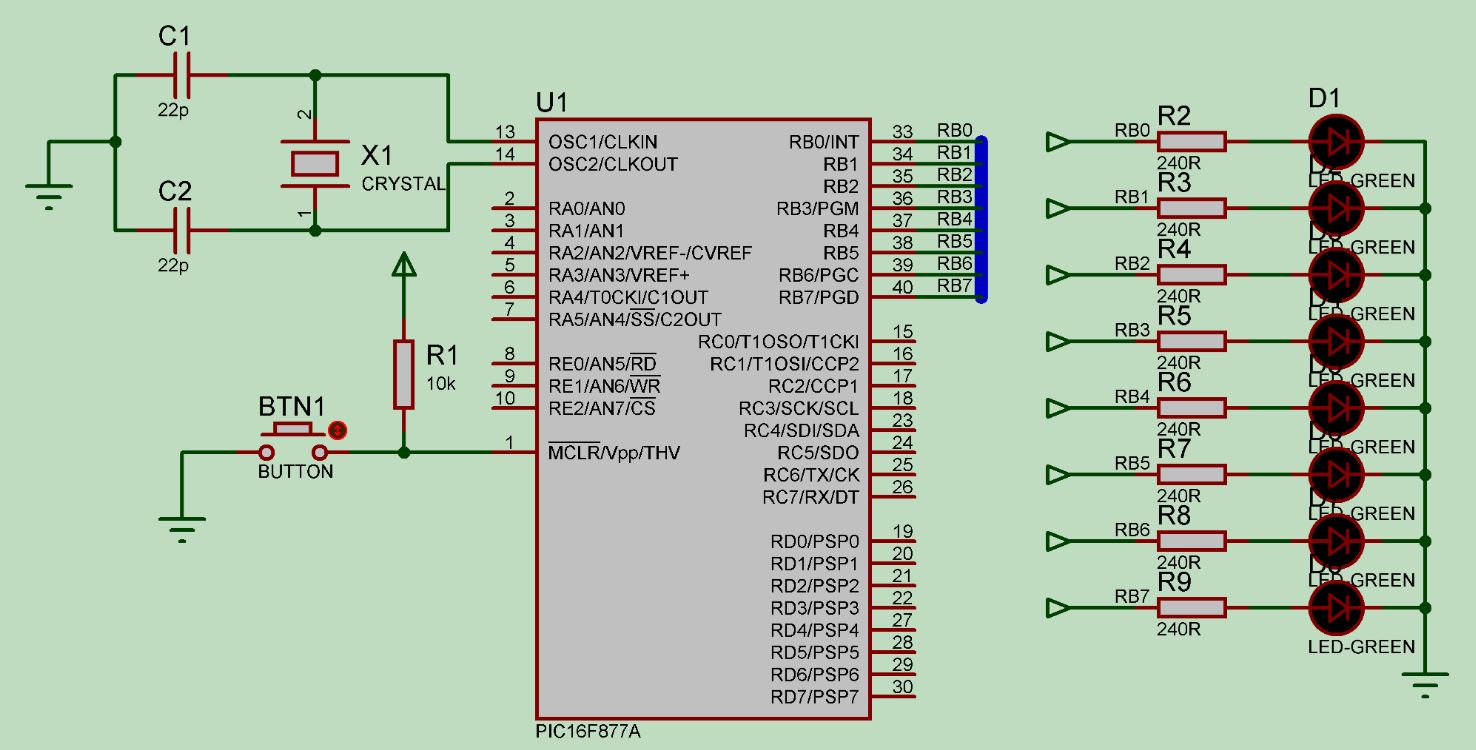 C1
22p
C2
22p
2
X1
CRYSTAL
1
R1
10k
BTN1
BUTTON
U1
13 OSC1/CLKIN
14 OSC2/CLKOUT
2 RA0/AN0
3 RA1/AN1
4 RA2/AN2/VREF-/CVREF
5 RA3/AN3/VREF+
6 RA4/T0CKI/C1OUT
7 RA5/AN4/SS/C2OUT
8 RE0/AN5/RD
9 RE1/AN6/WR
10 RE2/AN7/CS
1 MCLR/Vpp/THV
RB0/INT 33 RB0
RB1 34 RB1
RB2 35 RB2
RB3/PGM 36 RB3
RB4 37 RB4
RB5 38 RB5
RB6/PGC 39 RB6
RB7/PGD 40 RB7
RC0/T1OSO/T1CKI 15
RC1/T1OSI/CCP2 16
RC2/CCP1 17
RC3/SCK/SCL 18
RC4/SDI/SDA 23
RC5/SDO 24
RC6/TX/CK 25
RC7/RX/DT 26
RD0/PSP0 19
RD1/PSP1 20
RD2/PSP2 21
RD3/PSP3 22
RD4/PSP4 27
RD5/PSP5 28
RD6/PSP6 29
RD7/PSP7 30
PIC16F877A
RB0 R2 D1
240R LED-GREEN
RB1 R3
240R LED-GREEN
RB2 R4
240R LED-GREEN
RB3 R5
240R LED-GREEN
RB4 R6
240R LED-GREEN
RB5 R7
240R LED-GREEN
RB6 R8
240R LED-GREEN
RB7 R9
240R LED-GREEN